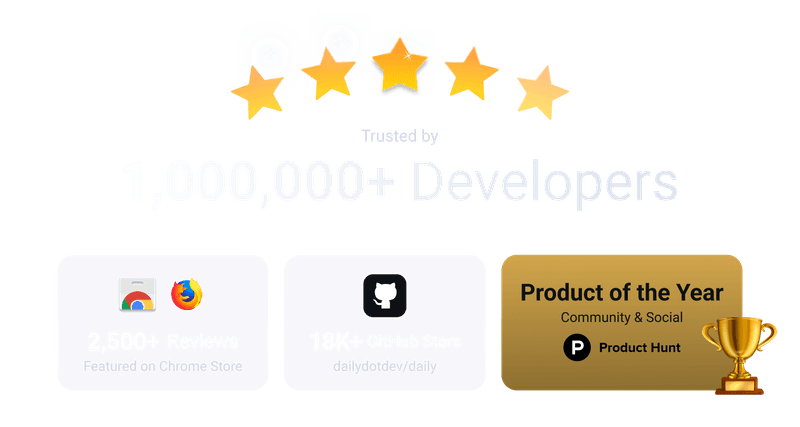 Trusted by
1,000,000+ Developers
2,500+ Reviews
Featured on Chrome Store
18K+ GitHub Stars
dailydotdev/daily
Product of the Year
Community & Social
P Product Hunt